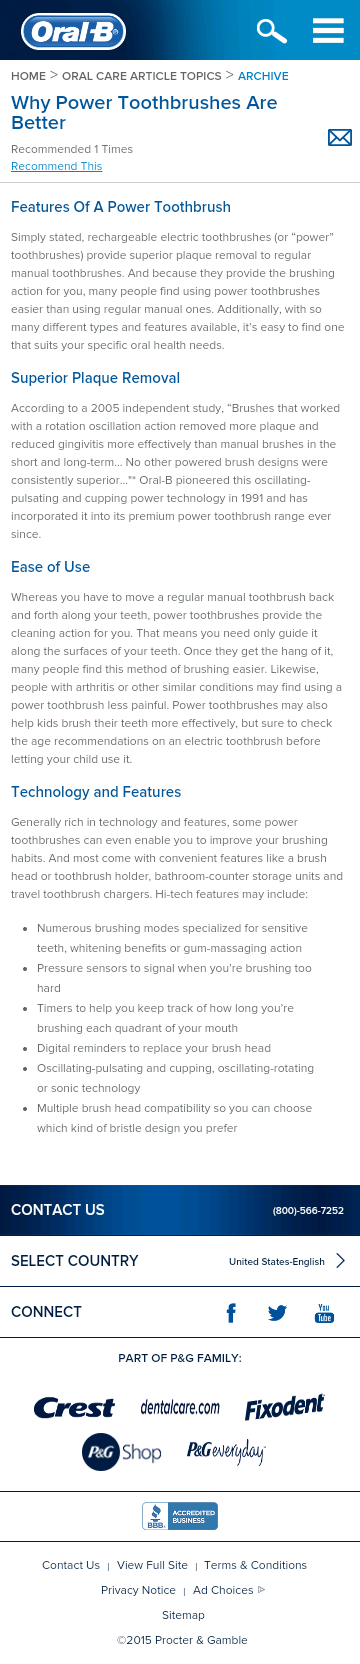 Oral-B
HOME > ORAL CARE ARTICLE TOPICS > ARCHIVE
Why Power Toothbrushes Are
Better
Recommended 1 Times
Recommend This
Features Of A Power Toothbrush
Simply stated, rechargeable electric toothbrushes (or “power”
toothbrushes) provide superior plaque removal to regular
manual toothbrushes. And because they provide the brushing
action for you, many people find using power toothbrushes
easier than using regular manual ones. Additionally, with so
many different types and features available, it’s easy to find one
that suits your specific oral health needs.
Superior Plaque Removal
According to a 2005 independent study, “Brushes that worked
with a rotation oscillation action removed more plaque and
reduced gingivitis more effectively than manual brushes in the
short and long-term... No other powered brush designs were
consistently superior...”* Oral-B pioneered this oscillating-
pulsating and cupping power technology in 1991 and has
incorporated it into its premium power toothbrush range ever
since.
Ease of Use
Whereas you have to move a regular manual toothbrush back
and forth along your teeth, power toothbrushes provide the
cleaning action for you. That means you need only guide it
along the surfaces of your teeth. Once they get the hang of it,
many people find this method of brushing easier. Likewise,
people with arthritis or other similar conditions may find using a
power toothbrush less painful. Power toothbrushes may also
help kids brush their teeth more effectively, but sure to check
the age recommendations on an electric toothbrush before
letting your child use it.
Technology and Features
Generally rich in technology and features, some power
toothbrushes can even enable you to improve your brushing
habits. And most come with convenient features like a brush
head or toothbrush holder, bathroom-counter storage units and
travel toothbrush chargers. Hi-tech features may include:
• Numerous brushing modes specialized for sensitive
teeth, whitening benefits or gum-massaging action
• Pressure sensors to signal when you’re brushing too
hard
• Timers to help you keep track of how long you’re
brushing each quadrant of your mouth
• Digital reminders to replace your brush head
• Oscillating-pulsating and cupping, oscillating-rotating
or sonic technology
• Multiple brush head compatibility so you can choose
which kind of bristle design you prefer
CONTACT US (800)-566-7252
SELECT COUNTRY United States-English
CONNECT You Tube
PART OF P&G FAMILY:
Crest dentalcare.com Fixodent
P&G Shop P&G everyday
BBB. ACCREDITED BUSINESS
Contact Us | View Full Site | Terms & Conditions
Privacy Notice | Ad Choices
Sitemap
©2015 Procter & Gamble